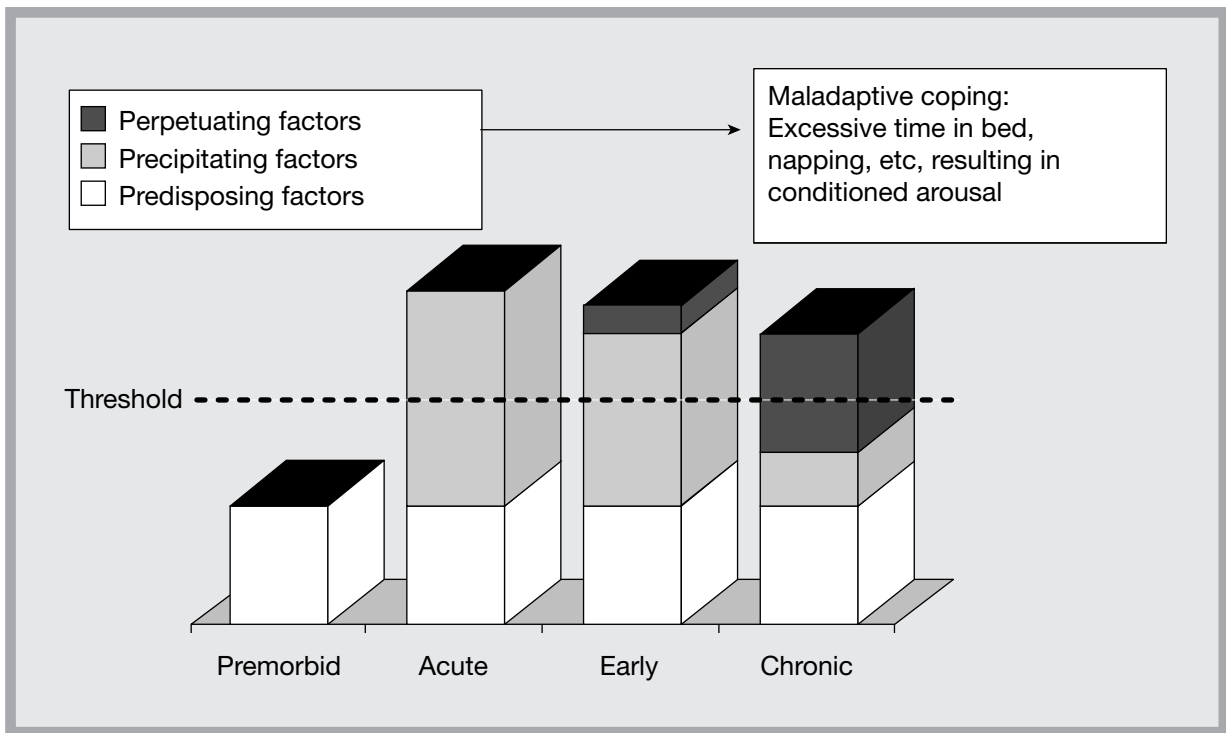 Perpetuating factors
Precipitating factors
Predisposing factors
Maladaptive coping:
Excessive time in bed,
napping, etc, resulting in
conditioned arousal
Threshold
Premorbid
Acute
Early
Chronic